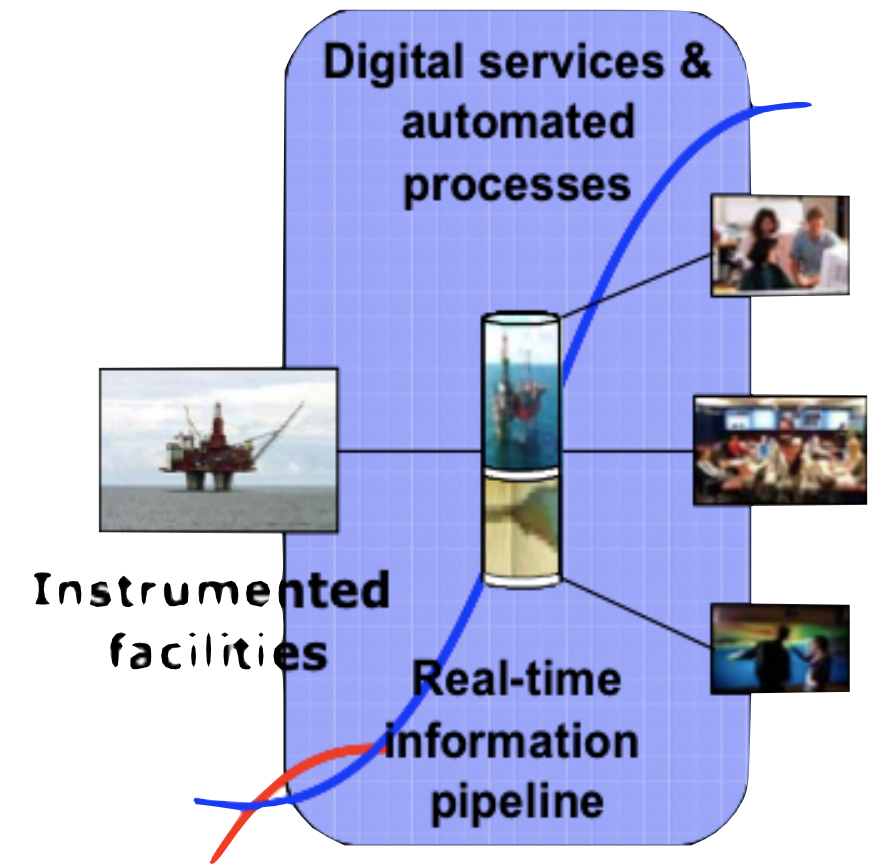 Digital services &
automated
processes
Instrumented
facilities
Real-time
information
pipeline